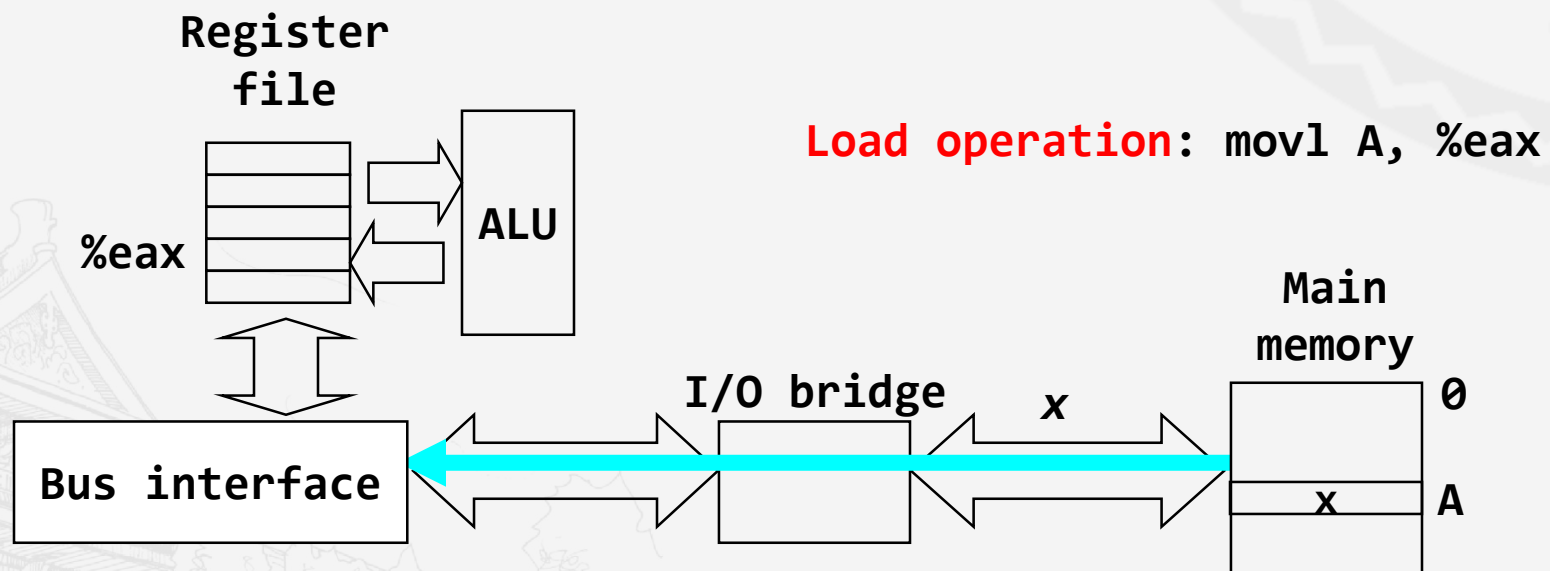 Register
file
Load operation: movl A, %eax
ALU
%eax
Main
memory
I/O bridge
x
0
Bus interface
x
A